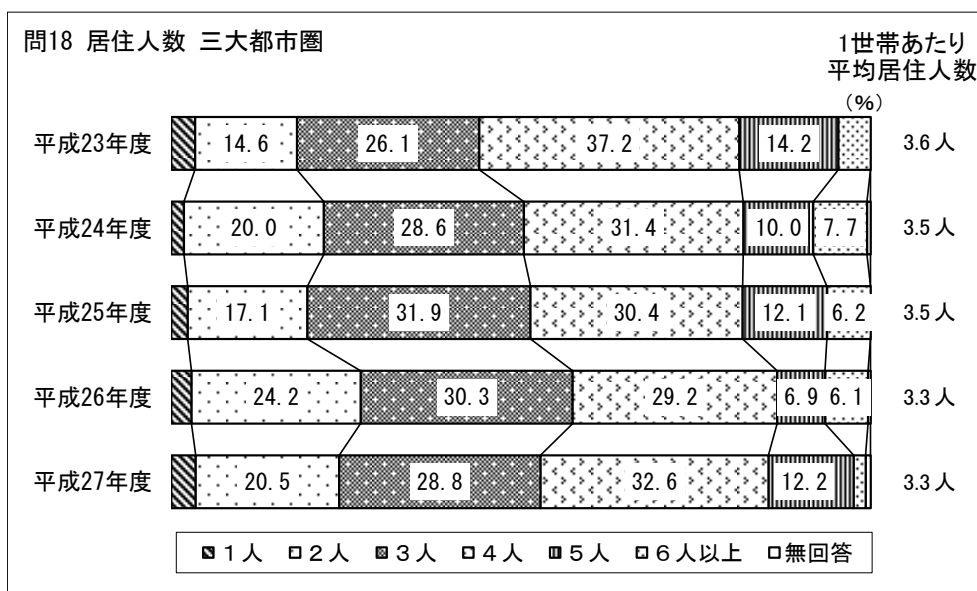 問18 居住人数 三大都市圏
1世帯あたり
平均居住人数
(%)
平成23年度 14.6 26.1 37.2 14.2 3.6人
平成24年度 20.0 28.6 31.4 10.0 7.7 3.5人
平成25年度 17.1 31.9 30.4 12.1 6.2 3.5人
平成26年度 24.2 30.3 29.2 6.9 6.1 3.3人
平成27年度 20.5 28.8 32.6 12.2 3.3人
1人 2人 3人 4人 5人 6人以上 無回答